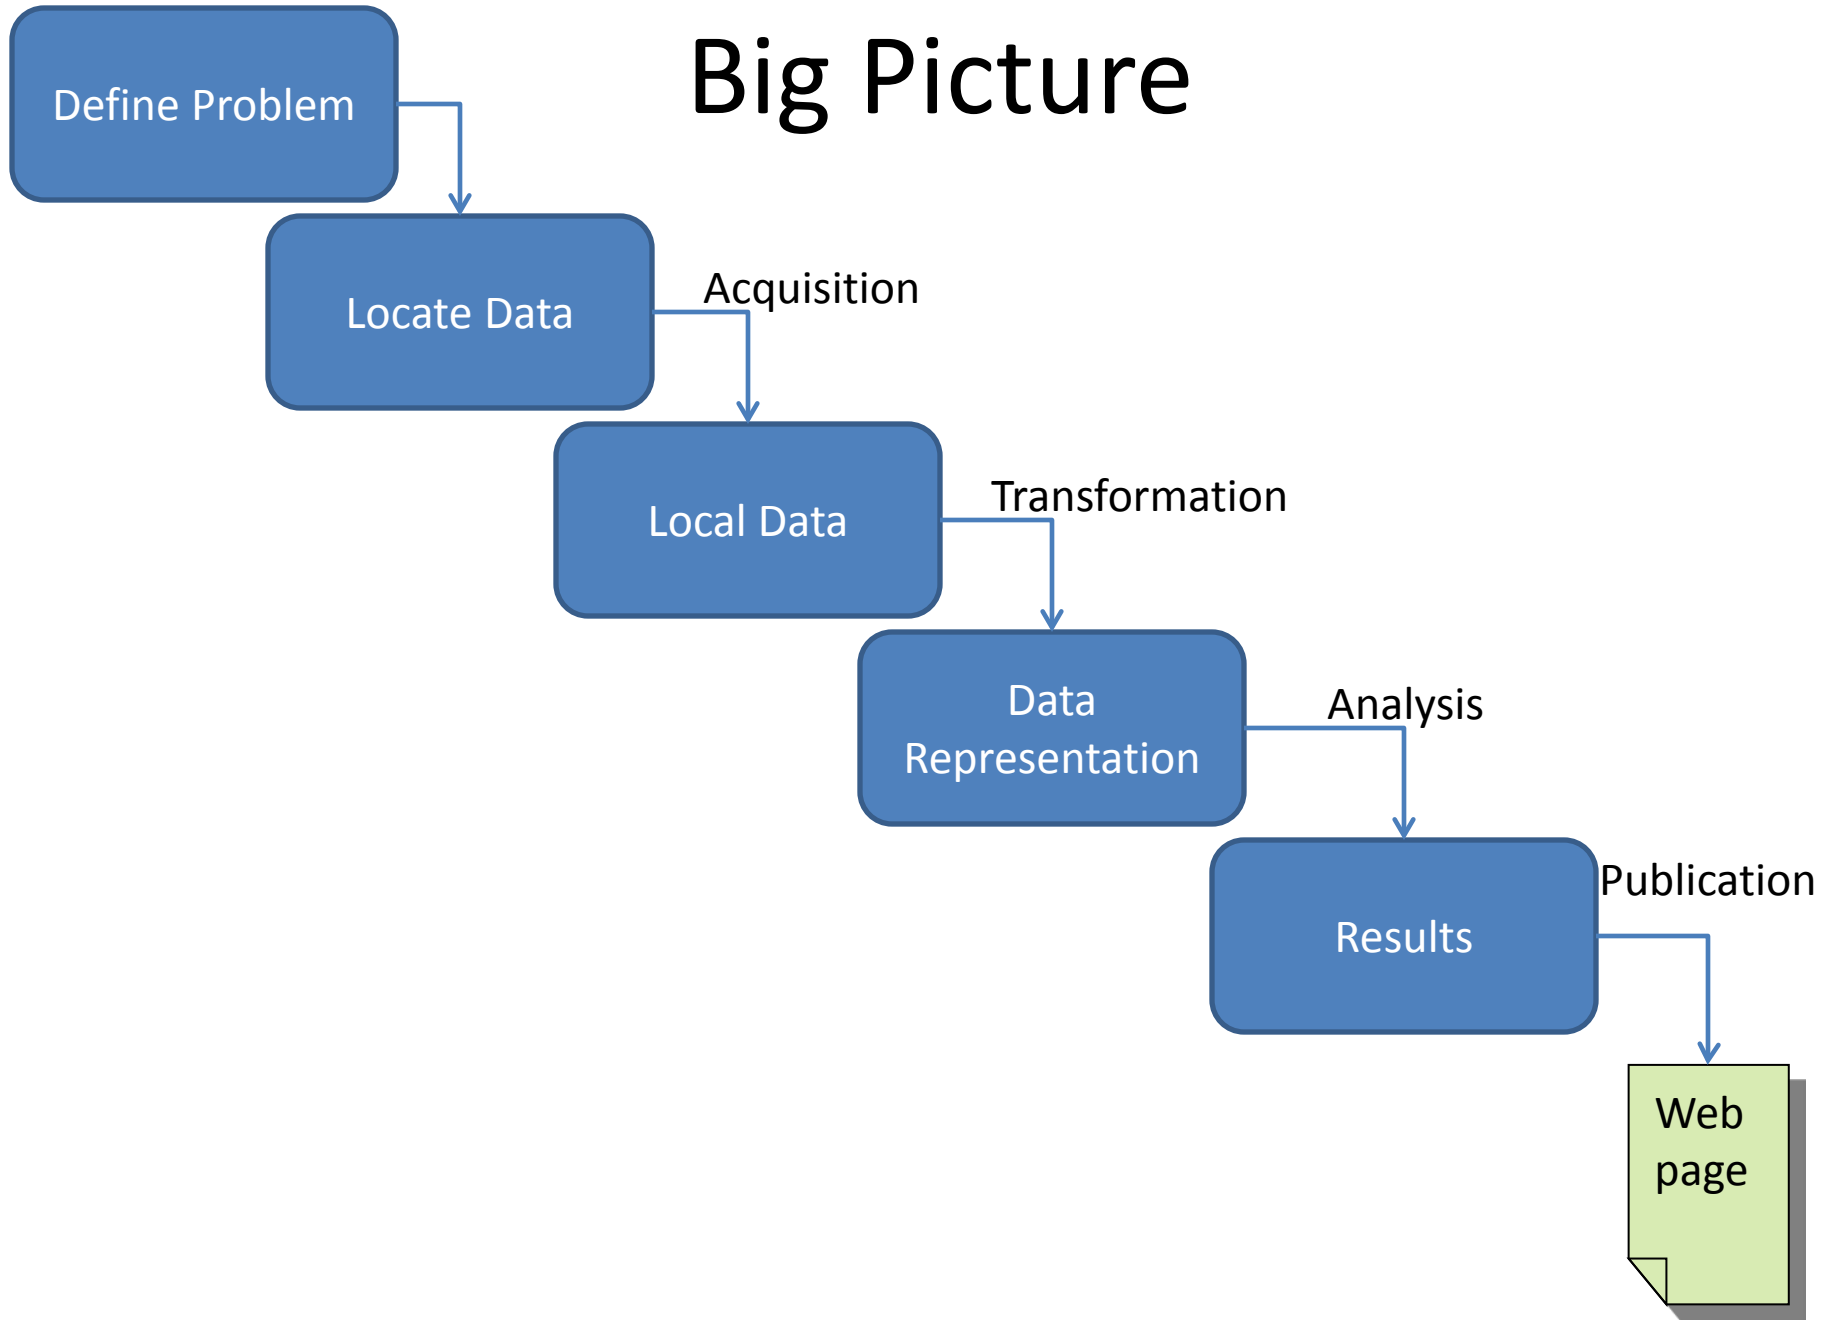 Big Picture
Define Problem
Locate Data
Acquisition
Local Data
Transformation
Data
Representation
Analysis
Results
Publication
Web
page